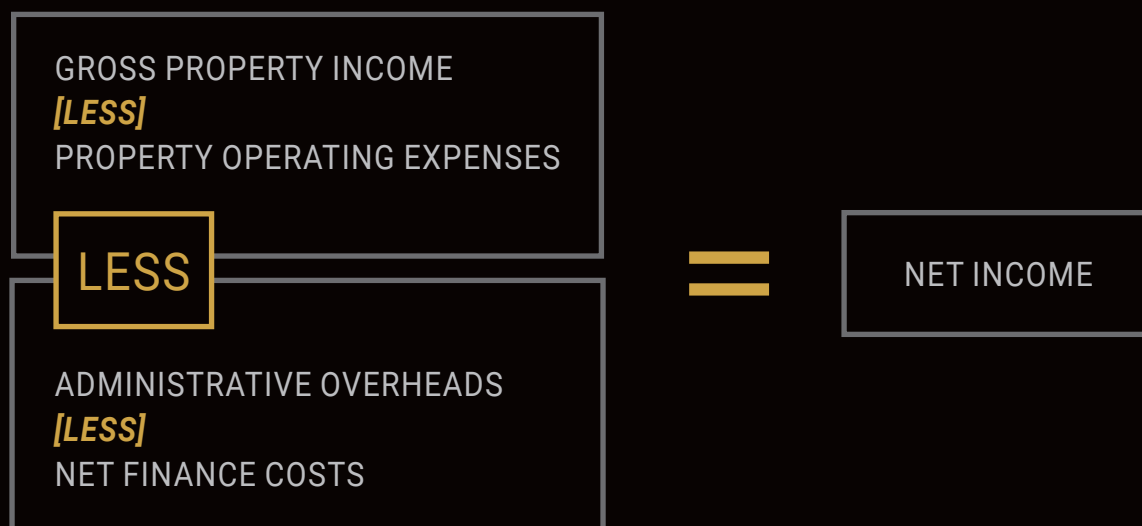 GROSS PROPERTY INCOME
[LESS]
PROPERTY OPERATING EXPENSES
LESS
ADMINISTRATIVE OVERHEADS
[LESS]
NET FINANCE COSTS
=
NET INCOME